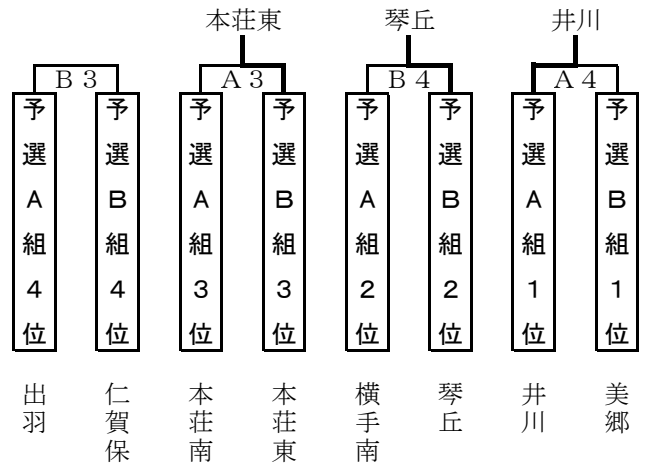 本荘東 琴丘 井川
B３ A３ B４ A４
予選A組４位
予選B組４位
予選A組３位
予選B組３位
予選A組２位
予選B組２位
予選A組１位
予選B組１位
出羽
仁賀保
本荘南
本荘東
横手南
琴丘
井川
美郷